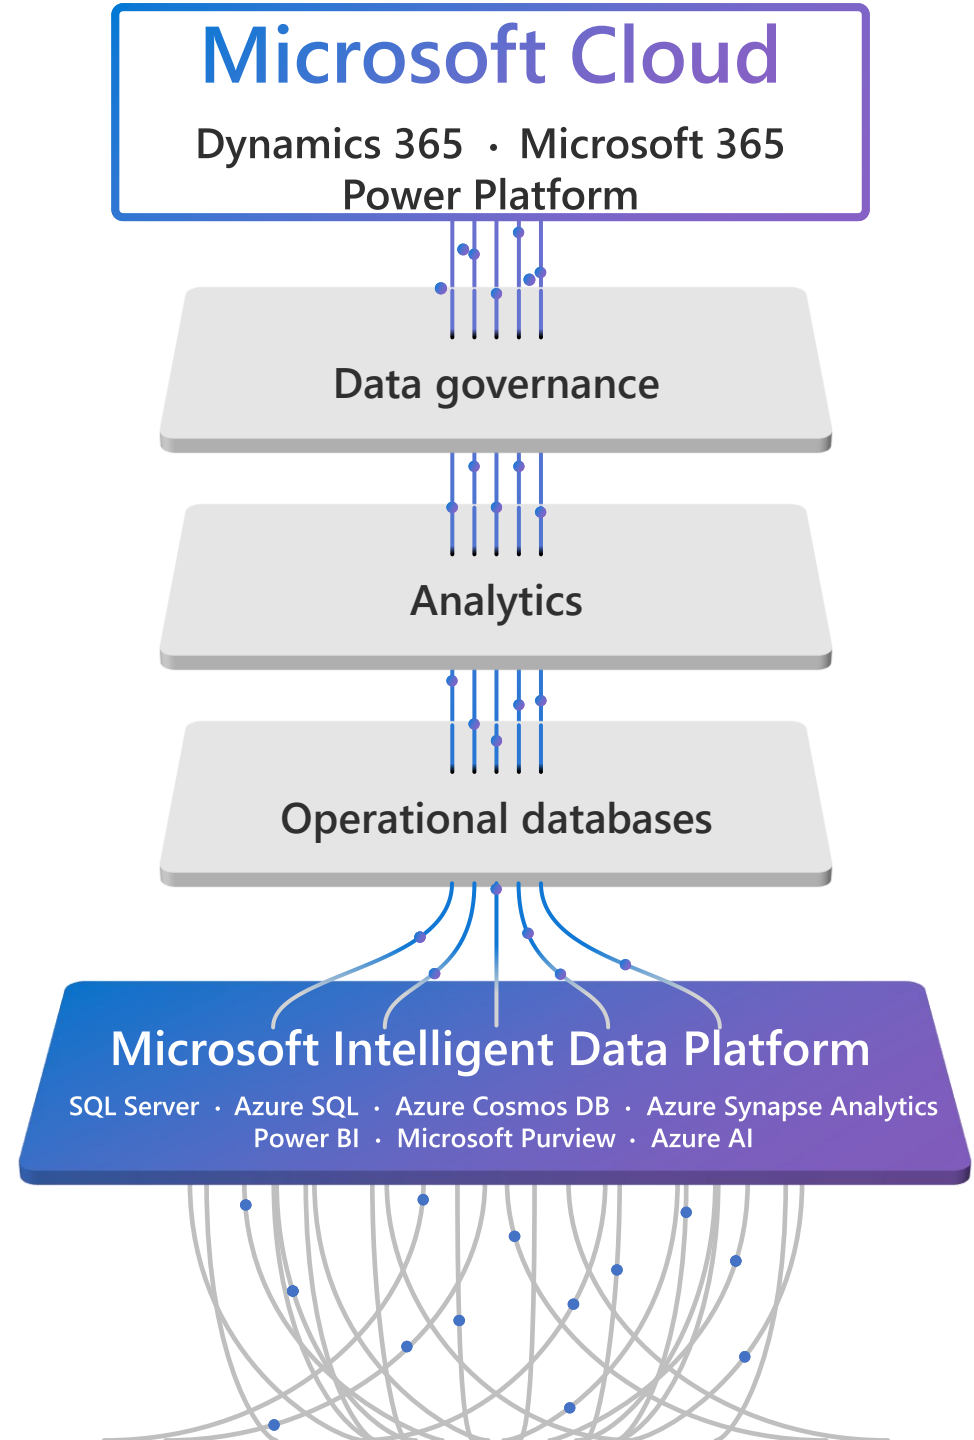 Microsoft Cloud
Dynamics 365 · Microsoft 365
Power Platform
Data governance
Analytics
Operational databases
Microsoft Intelligent Data Platform
SQL Server · Azure SQL · Azure Cosmos DB · Azure Synapse Analytics
Power BI · Microsoft Purview · Azure AI